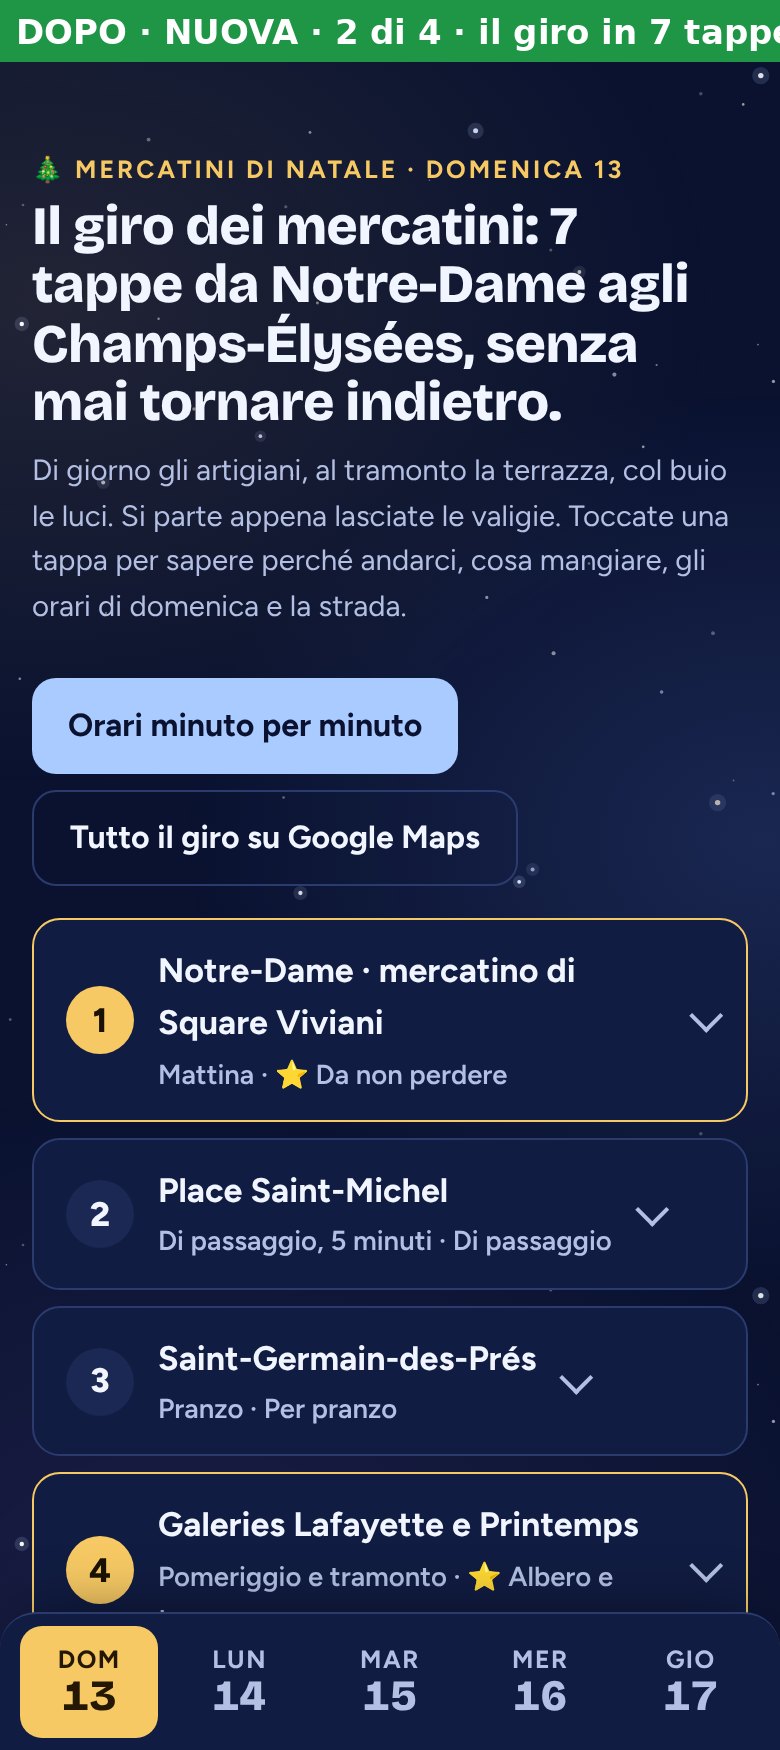 DOPO · NUOVA · 2 di 4 · il giro in 7 tappe
🎄 MERCATINI DI NATALE · DOMENICA 13
Il giro dei mercatini: 7
tappe da Notre-Dame agli
Champs-Élysées, senza
mai tornare indietro.
Di giorno gli artigiani, al tramonto la terrazza, col buio
le luci. Si parte appena lasciate le valigie. Toccate una
tappa per sapere perché andarci, cosa mangiare, gli
orari di domenica e la strada.
Orari minuto per minuto
Tutto il giro su Google Maps
1
Notre-Dame · mercatino di
Square Viviani
Mattina · ⭐ Da non perdere
2
Place Saint-Michel
Di passaggio, 5 minuti · Di passaggio
3
Saint-Germain-des-Prés
Pranzo · Per pranzo
4
Galeries Lafayette e Printemps
Pomeriggio e tramonto · ⭐ Albero e
DOM
13
LUN
14
MAR
15
MER
16
GIO
17